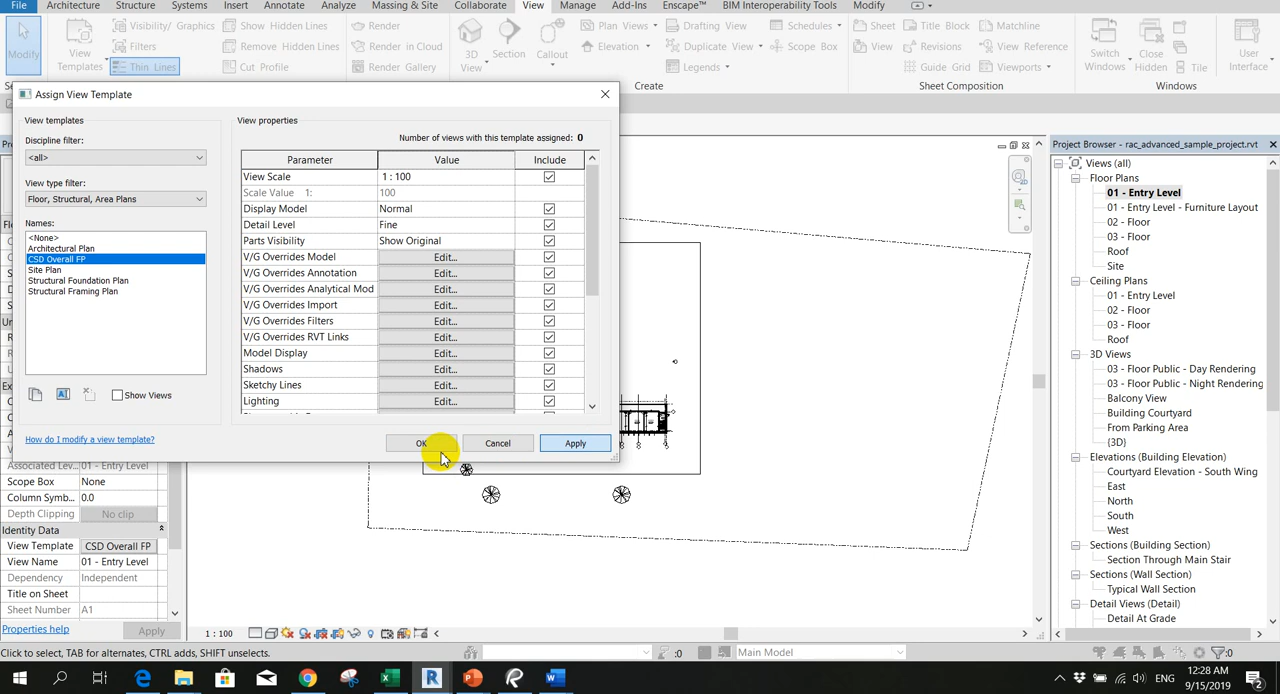 File Architecture Structure Systems Insert Annotate Analyze Massing & Site Collaborate View Manage Add-Ins Enscape™ BIM Interoperability Tools Modify
Modify
View Templates
Visibility/ Graphics
Filters
Thin Lines
Show Hidden Lines
Remove Hidden Lines
Cut Profile
Render
Render in Cloud
Render Gallery
3D View
Section
Callout
Plan Views
Elevation
Drafting View
Duplicate View
Legends
Schedules
Scope Box
Sheet
View
Title Block
Revisions
Guide Grid
Matchline
View Reference
Viewports
Switch Windows
Close Hidden
Tile
User Interface
Create
Sheet Composition
Windows
Assign View Template
View templates
Discipline filter:
<all>
View type filter:
Floor, Structural, Area Plans
Names:
<None>
Architectural Plan
CSD Overall FP
Site Plan
Structural Foundation Plan
Structural Framing Plan
Show Views
How do I modify a view template?
View properties
Number of views with this template assigned: 0
Parameter Value Include
View Scale 1 : 100
Scale Value 1: 100
Display Model Normal
Detail Level Fine
Parts Visibility Show Original
V/G Overrides Model Edit...
V/G Overrides Annotation Edit...
V/G Overrides Analytical Mod Edit...
V/G Overrides Import Edit...
V/G Overrides Filters Edit...
V/G Overrides RVT Links Edit...
Model Display Edit...
Shadows Edit...
Sketchy Lines Edit...
Lighting Edit...
OK Cancel Apply
Associated Lev... 01 - Entry Level
Scope Box None
Column Symb... 0.0
Depth Clipping No clip
Identity Data
View Template CSD Overall FP
View Name 01 - Entry Level
Dependency Independent
Title on Sheet
Sheet Number A1
Properties help Apply
1 : 100
Project Browser - rac_advanced_sample_project.rvt
Views (all)
Floor Plans
01 - Entry Level
01 - Entry Level - Furniture Layout
02 - Floor
03 - Floor
Roof
Site
Ceiling Plans
01 - Entry Level
02 - Floor
03 - Floor
Roof
3D Views
03 - Floor Public - Day Rendering
03 - Floor Public - Night Rendering
Balcony View
Building Courtyard
From Parking Area
{3D}
Elevations (Building Elevation)
Courtyard Elevation - South Wing
East
North
South
West
Sections (Building Section)
Section Through Main Stair
Sections (Wall Section)
Typical Wall Section
Detail Views (Detail)
Detail At Grade
Click to select, TAB for alternates, CTRL adds, SHIFT unselects.
:0
Main Model
:0
ENG
12:28 AM
9/15/2019